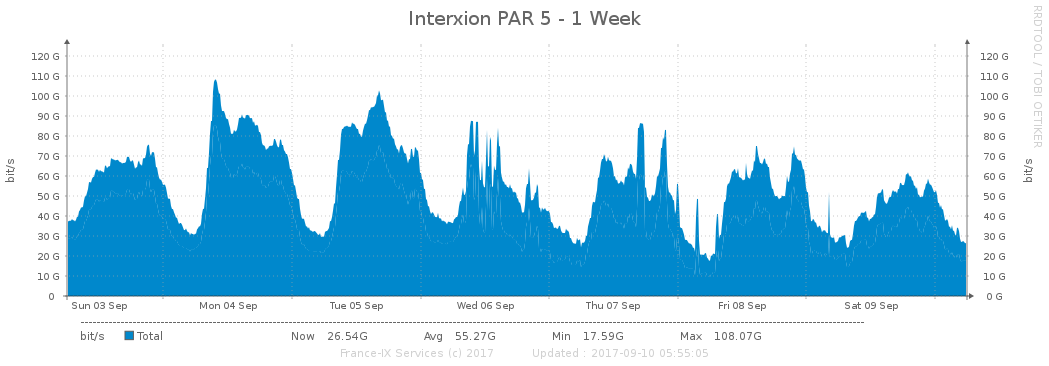 Interxion PAR 5 - 1 Week
RRDTOOL / TOBI OETIKER
bit/s
120 G 120 G
110 G 110 G
100 G 100 G
90 G 90 G
80 G 80 G
70 G 70 G
60 G 60 G
50 G 50 G
40 G 40 G
30 G 30 G
20 G 20 G
10 G 10 G
0 0 G
bit/s
Sun 03 Sep Mon 04 Sep Tue 05 Sep Wed 06 Sep Thu 07 Sep Fri 08 Sep Sat 09 Sep
bit/s Total Now 26.54G Avg 55.27G Min 17.59G Max 108.07G
France-IX Services (c) 2017 Updated : 2017-09-10 05:55:05